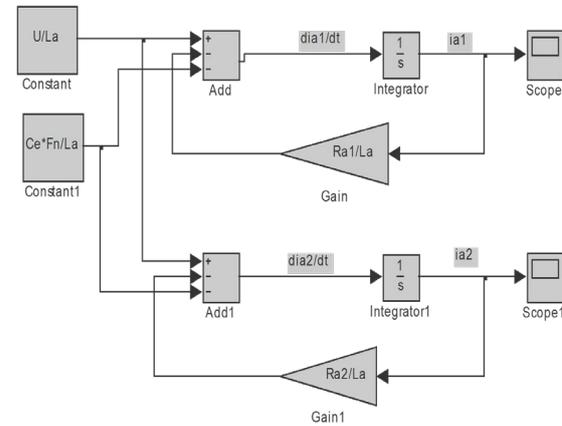 U/La
Constant
Ce*Fn/La
Constant1
+
−
−
Add
dia1/dt
1
s
Integrator
ia1
Scope
Ra1/La
Gain
+
−
−
Add1
dia2/dt
1
s
Integrator1
ia2
Scope1
Ra2/La
Gain1